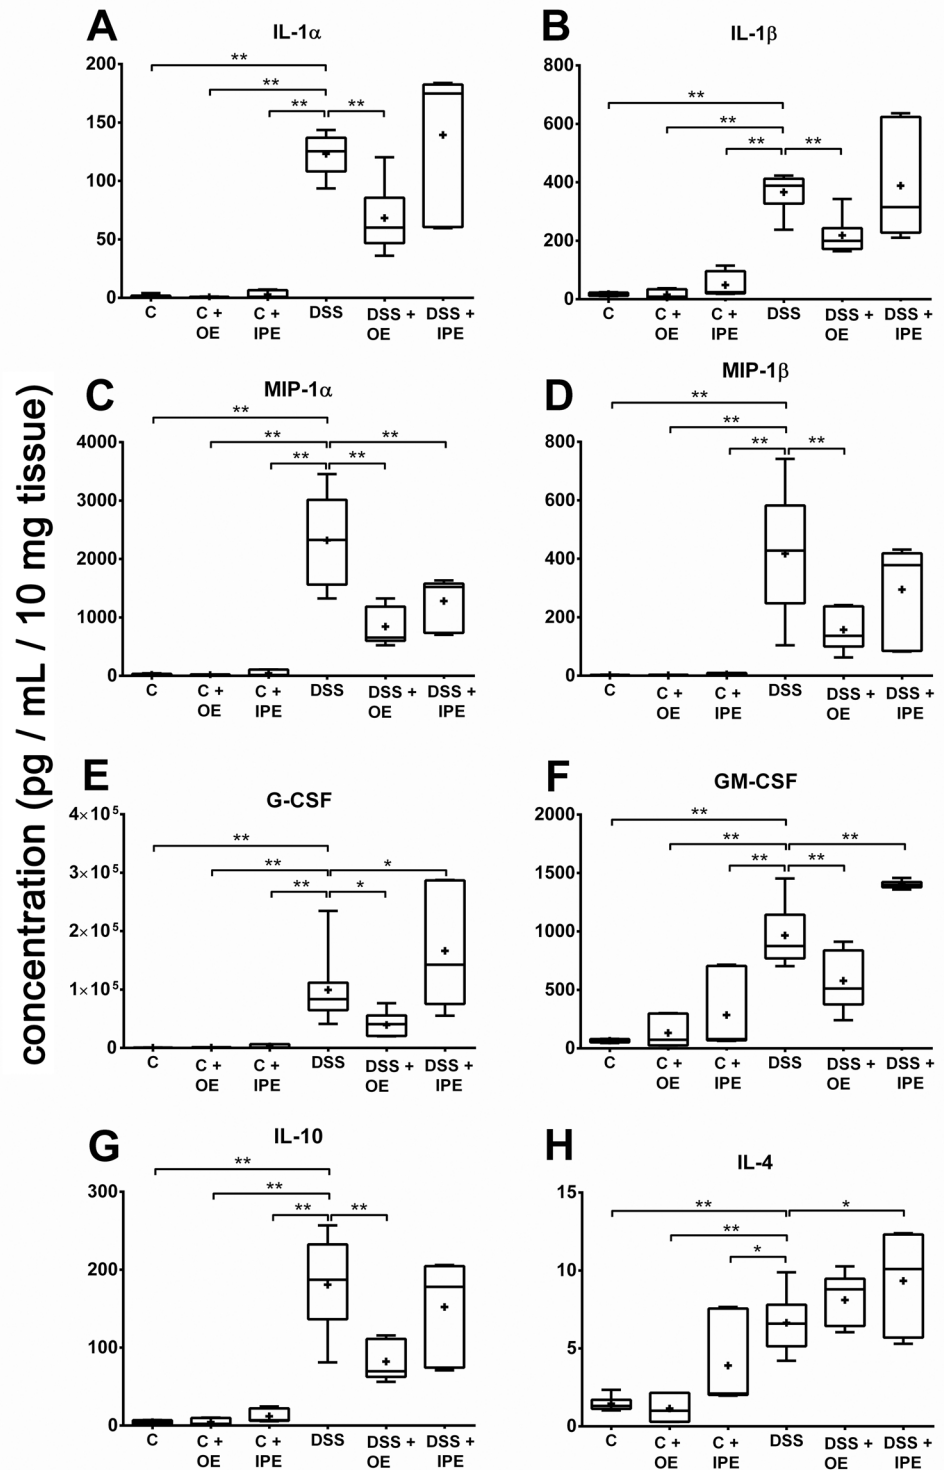 concentration (pg / mL / 10 mg tissue)
A
IL-1α
200
150
100
50
0
**
**
** **
C
C + OE
C + IPE
DSS
DSS + OE
DSS + IPE
B
IL-1β
800
600
400
200
0
**
**
** **
C
C + OE
C + IPE
DSS
DSS + OE
DSS + IPE
C
MIP-1α
4000
3000
2000
1000
0
**
** **
** **
C
C + OE
C + IPE
DSS
DSS + OE
DSS + IPE
D
MIP-1β
800
600
400
200
0
**
**
** **
C
C + OE
C + IPE
DSS
DSS + OE
DSS + IPE
E
G-CSF
4×10⁵
3×10⁵
2×10⁵
1×10⁵
0
**
** *
** *
C
C + OE
C + IPE
DSS
DSS + OE
DSS + IPE
F
GM-CSF
2000
1500
1000
500
0
**
** **
** **
C
C + OE
C + IPE
DSS
DSS + OE
DSS + IPE
G
IL-10
300
200
100
0
**
**
** **
C
C + OE
C + IPE
DSS
DSS + OE
DSS + IPE
H
IL-4
15
10
5
0
** *
**
*
C
C + OE
C + IPE
DSS
DSS + OE
DSS + IPE